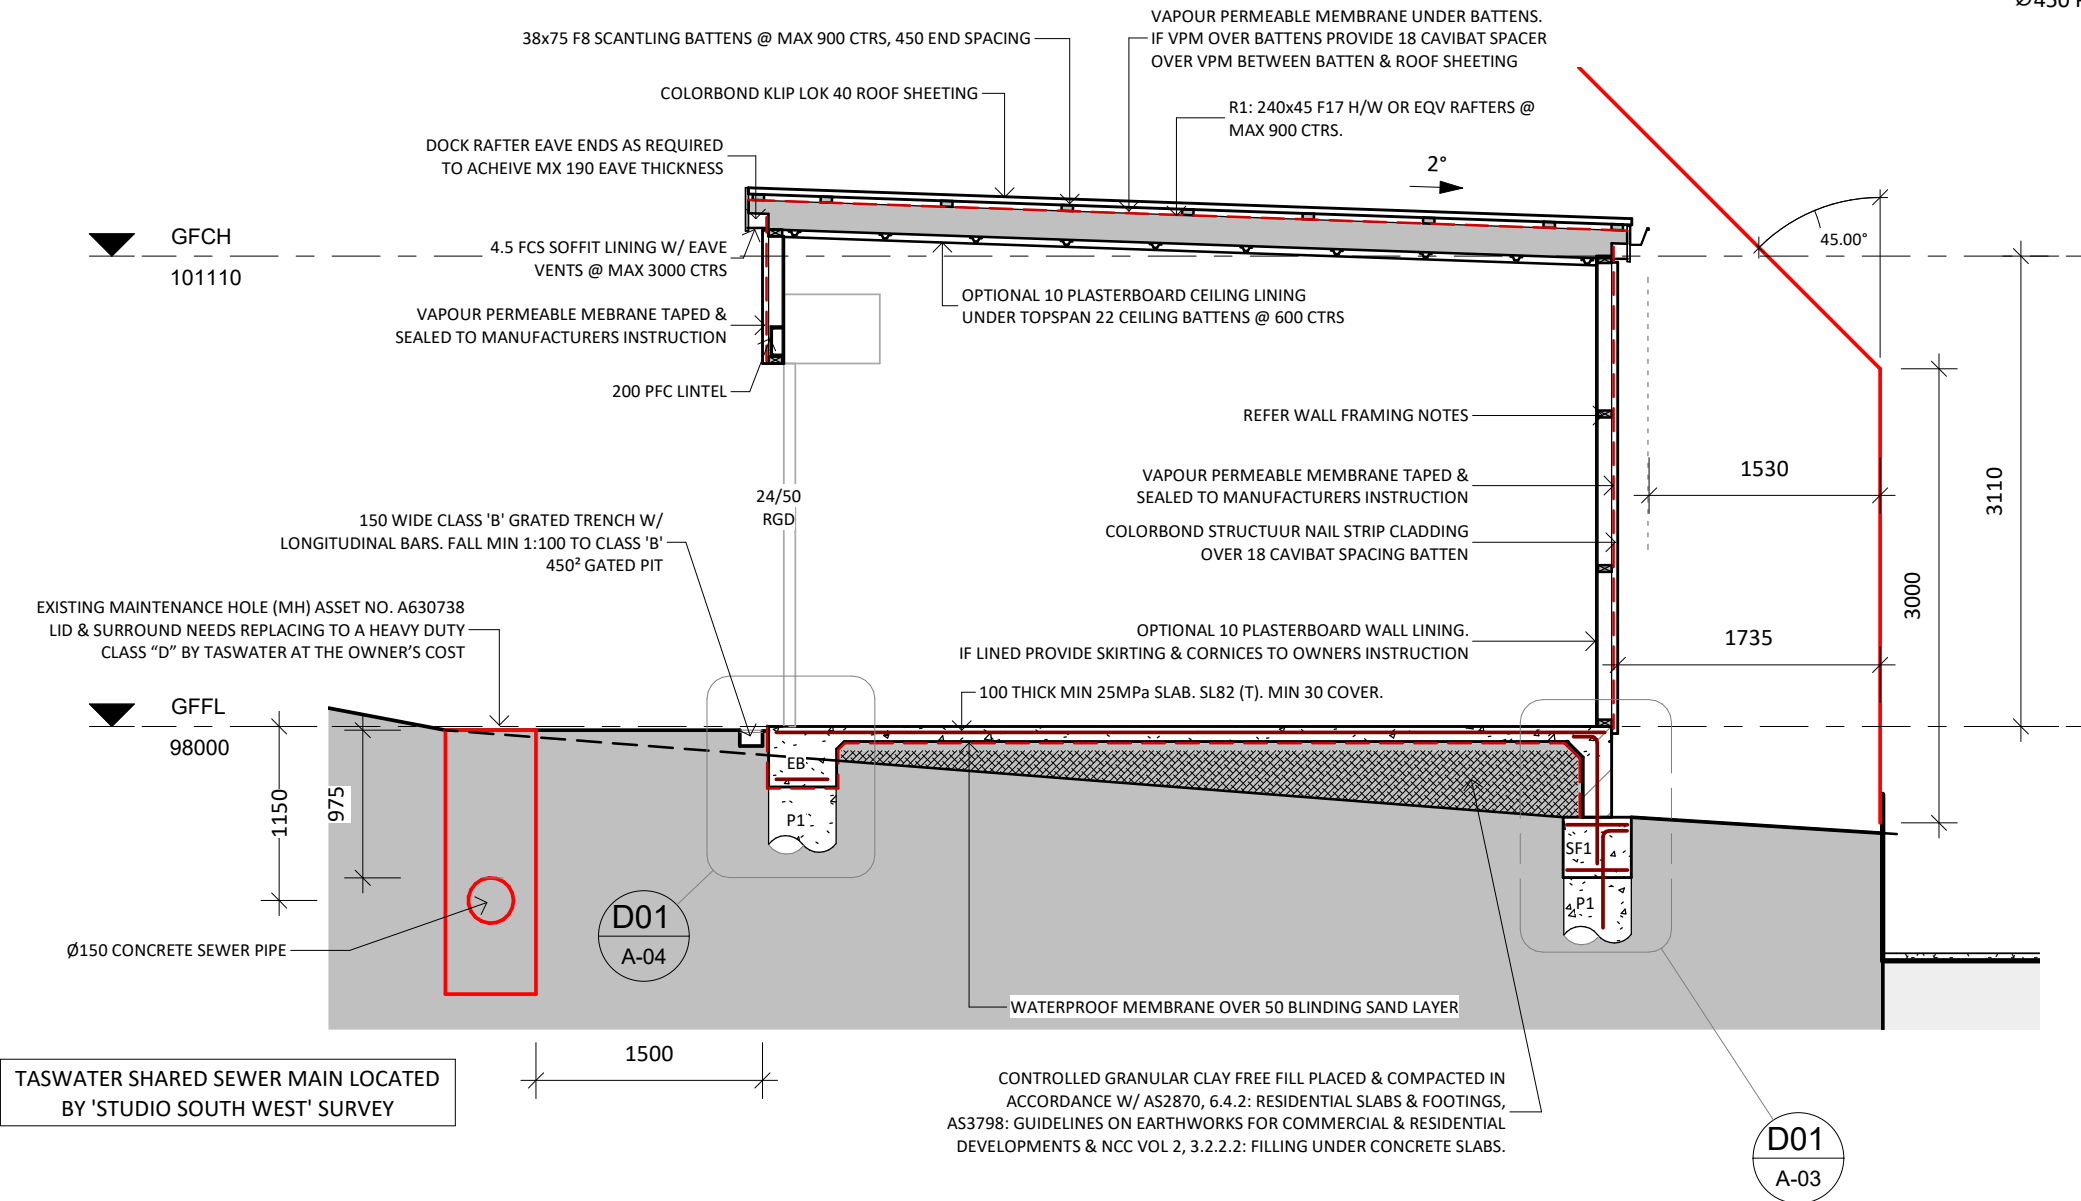 38x75 F8 SCANTLING BATTENS @ MAX 900 CTRS, 450 END SPACING
VAPOUR PERMEABLE MEMBRANE UNDER BATTENS.
IF VPM OVER BATTENS PROVIDE 18 CAVIBAT SPACER
OVER VPM BETWEEN BATTEN & ROOF SHEETING
COLORBOND KLIP LOK 40 ROOF SHEETING
R1: 240x45 F17 H/W OR EQV RAFTERS @
MAX 900 CTRS.
DOCK RAFTER EAVE ENDS AS REQUIRED
TO ACHEIVE MX 190 EAVE THICKNESS
2°
GFCH
101110
4.5 FCS SOFFIT LINING W/ EAVE
VENTS @ MAX 3000 CTRS
45.00°
OPTIONAL 10 PLASTERBOARD CEILING LINING
UNDER TOPSPAN 22 CEILING BATTENS @ 600 CTRS
VAPOUR PERMEABLE MEBRANE TAPED &
SEALED TO MANUFACTURERS INSTRUCTION
200 PFC LINTEL
REFER WALL FRAMING NOTES
1530
3110
VAPOUR PERMEABLE MEMBRANE TAPED &
SEALED TO MANUFACTURERS INSTRUCTION
24/50
RGD
150 WIDE CLASS 'B' GRATED TRENCH W/
LONGITUDINAL BARS. FALL MIN 1:100 TO CLASS 'B'
450² GATED PIT
COLORBOND STRUCTUUR NAIL STRIP CLADDING
OVER 18 CAVIBAT SPACING BATTEN
3000
EXISTING MAINTENANCE HOLE (MH) ASSET NO. A630738
LID & SURROUND NEEDS REPLACING TO A HEAVY DUTY
CLASS “D” BY TASWATER AT THE OWNER'S COST
OPTIONAL 10 PLASTERBOARD WALL LINING.
IF LINED PROVIDE SKIRTING & CORNICES TO OWNERS INSTRUCTION
1735
100 THICK MIN 25MPa SLAB. SL82 (T). MIN 30 COVER.
GFFL
98000
EB
P1
1150
975
SF1
P1
D01
A-04
Ø150 CONCRETE SEWER PIPE
WATERPROOF MEMBRANE OVER 50 BLINDING SAND LAYER
1500
TASWATER SHARED SEWER MAIN LOCATED
BY 'STUDIO SOUTH WEST' SURVEY
CONTROLLED GRANULAR CLAY FREE FILL PLACED & COMPACTED IN
ACCORDANCE W/ AS2870, 6.4.2: RESIDENTIAL SLABS & FOOTINGS,
AS3798: GUIDELINES ON EARTHWORKS FOR COMMERCIAL & RESIDENTIAL
DEVELOPMENTS & NCC VOL 2, 3.2.2.2: FILLING UNDER CONCRETE SLABS.
D01
A-03